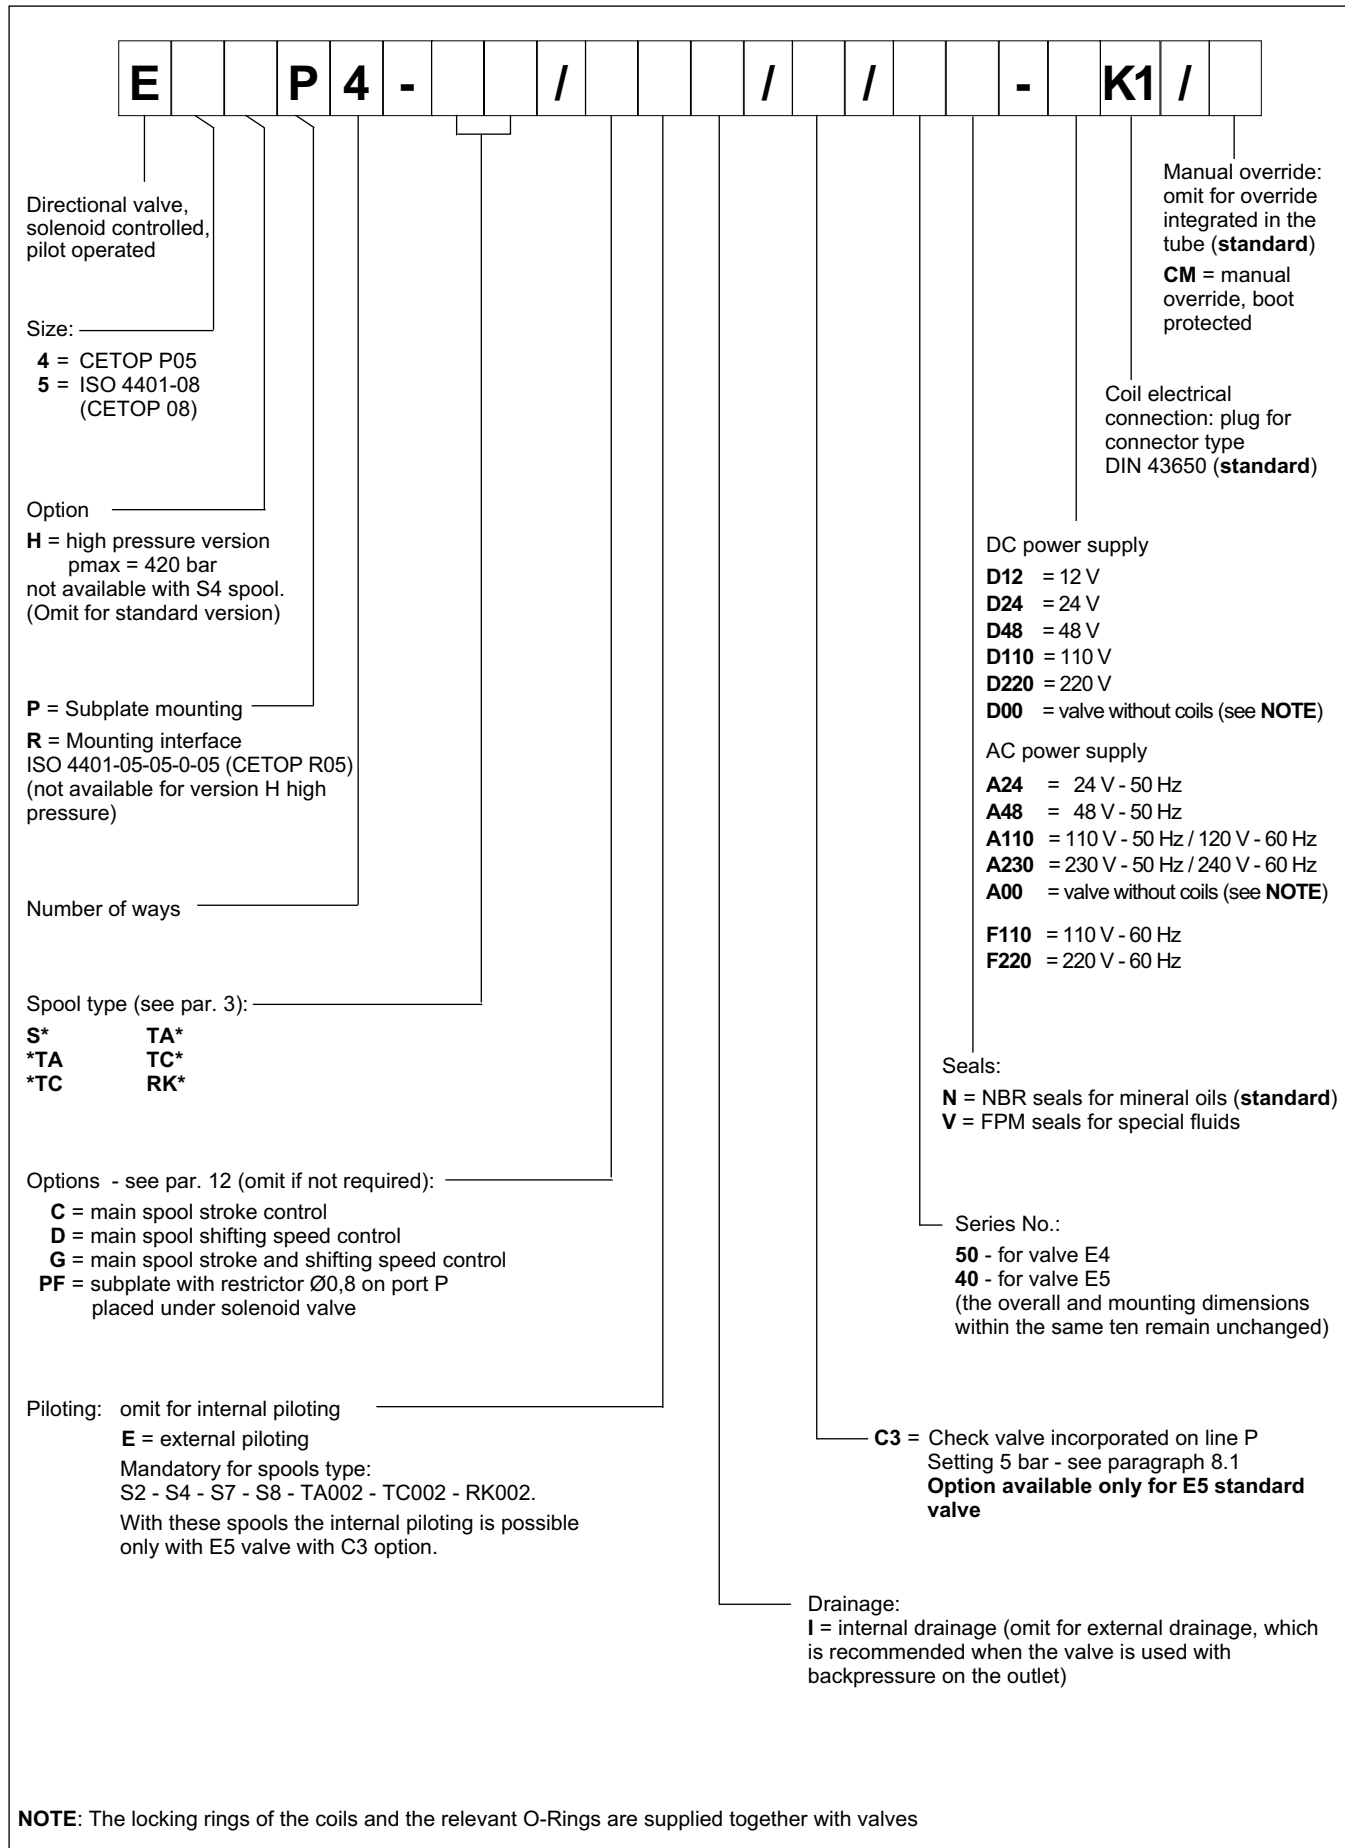 E P 4 - / / / - K1 /
Directional valve,
solenoid controlled,
pilot operated
Size:
4 = CETOP P05
5 = ISO 4401-08
(CETOP 08)
Option
H = high pressure version
pmax = 420 bar
not available with S4 spool.
(Omit for standard version)
P = Subplate mounting
R = Mounting interface
ISO 4401-05-05-0-05 (CETOP R05)
(not available for version H high
pressure)
Number of ways
Spool type (see par. 3):
S* TA*
*TA TC*
*TC RK*
Options - see par. 12 (omit if not required):
C = main spool stroke control
D = main spool shifting speed control
G = main spool stroke and shifting speed control
PF = subplate with restrictor Ø0,8 on port P
placed under solenoid valve
Piloting: omit for internal piloting
E = external piloting
Mandatory for spools type:
S2 - S4 - S7 - S8 - TA002 - TC002 - RK002.
With these spools the internal piloting is possible
only with E5 valve with C3 option.
Manual override:
omit for override
integrated in the
tube (standard)
CM = manual
override, boot
protected
Coil electrical
connection: plug for
connector type
DIN 43650 (standard)
DC power supply
D12 = 12 V
D24 = 24 V
D48 = 48 V
D110 = 110 V
D220 = 220 V
D00 = valve without coils (see NOTE)
AC power supply
A24 = 24 V - 50 Hz
A48 = 48 V - 50 Hz
A110 = 110 V - 50 Hz / 120 V - 60 Hz
A230 = 230 V - 50 Hz / 240 V - 60 Hz
A00 = valve without coils (see NOTE)
F110 = 110 V - 60 Hz
F220 = 220 V - 60 Hz
Seals:
N = NBR seals for mineral oils (standard)
V = FPM seals for special fluids
Series No.:
50 - for valve E4
40 - for valve E5
(the overall and mounting dimensions
within the same ten remain unchanged)
C3 = Check valve incorporated on line P
Setting 5 bar - see paragraph 8.1
Option available only for E5 standard
valve
Drainage:
I = internal drainage (omit for external drainage, which
is recommended when the valve is used with
backpressure on the outlet)
NOTE: The locking rings of the coils and the relevant O-Rings are supplied together with valves